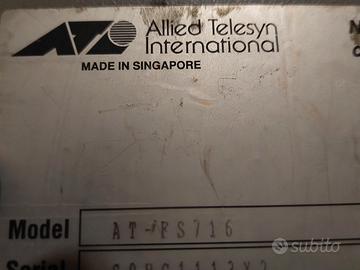 Allied Telesyn
International
MADE IN SINGAPORE
Model AT-FS716
Serial
subito